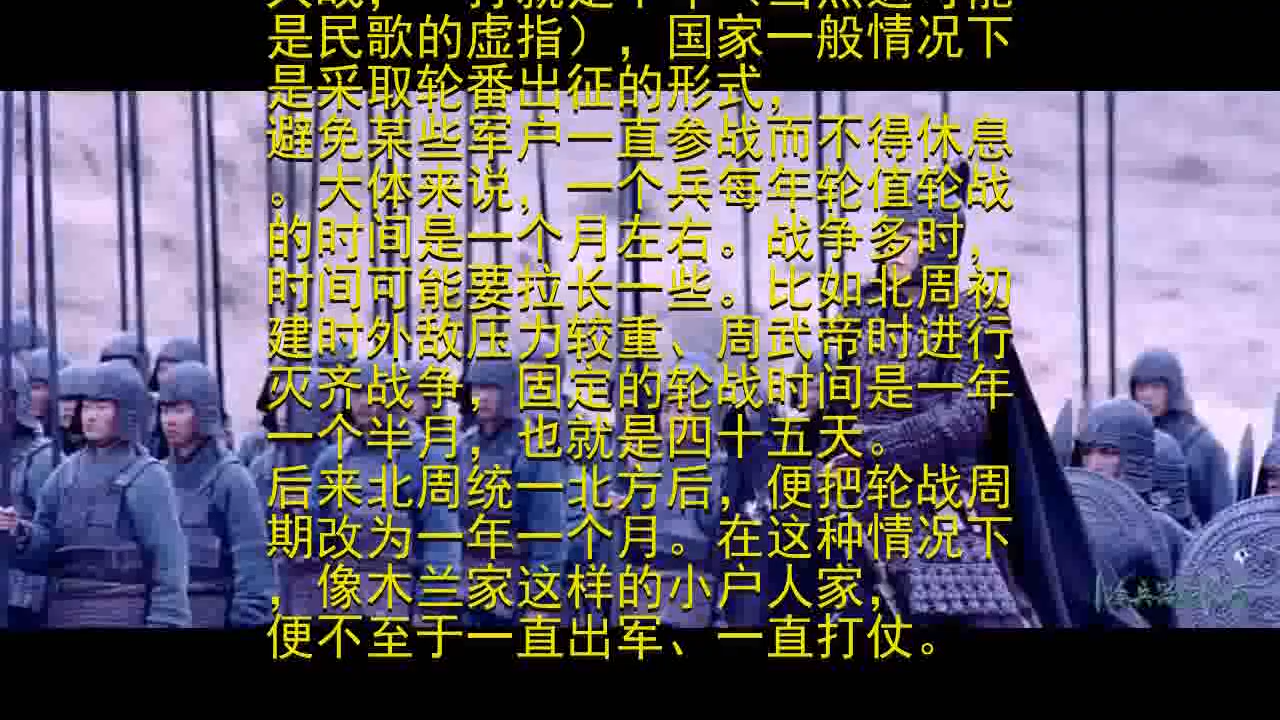 是民歌的虚指），国家一般情况下
是采取轮番出征的形式，
避免某些军户一直参战而不得休息
。大体来说，一个兵每年轮值轮战
的时间是一个月左右。战争多时，
时间可能要拉长一些。比如北周初
建时外敌压力较重、周武帝时进行
灭齐战争，固定的轮战时间是一年
一个半月，也就是四十五天。
后来北周统一北方后，便把轮战周
期改为一年一个月。在这种情况下
，像木兰家这样的小户人家，
便不至于一直出军、一直打仗。